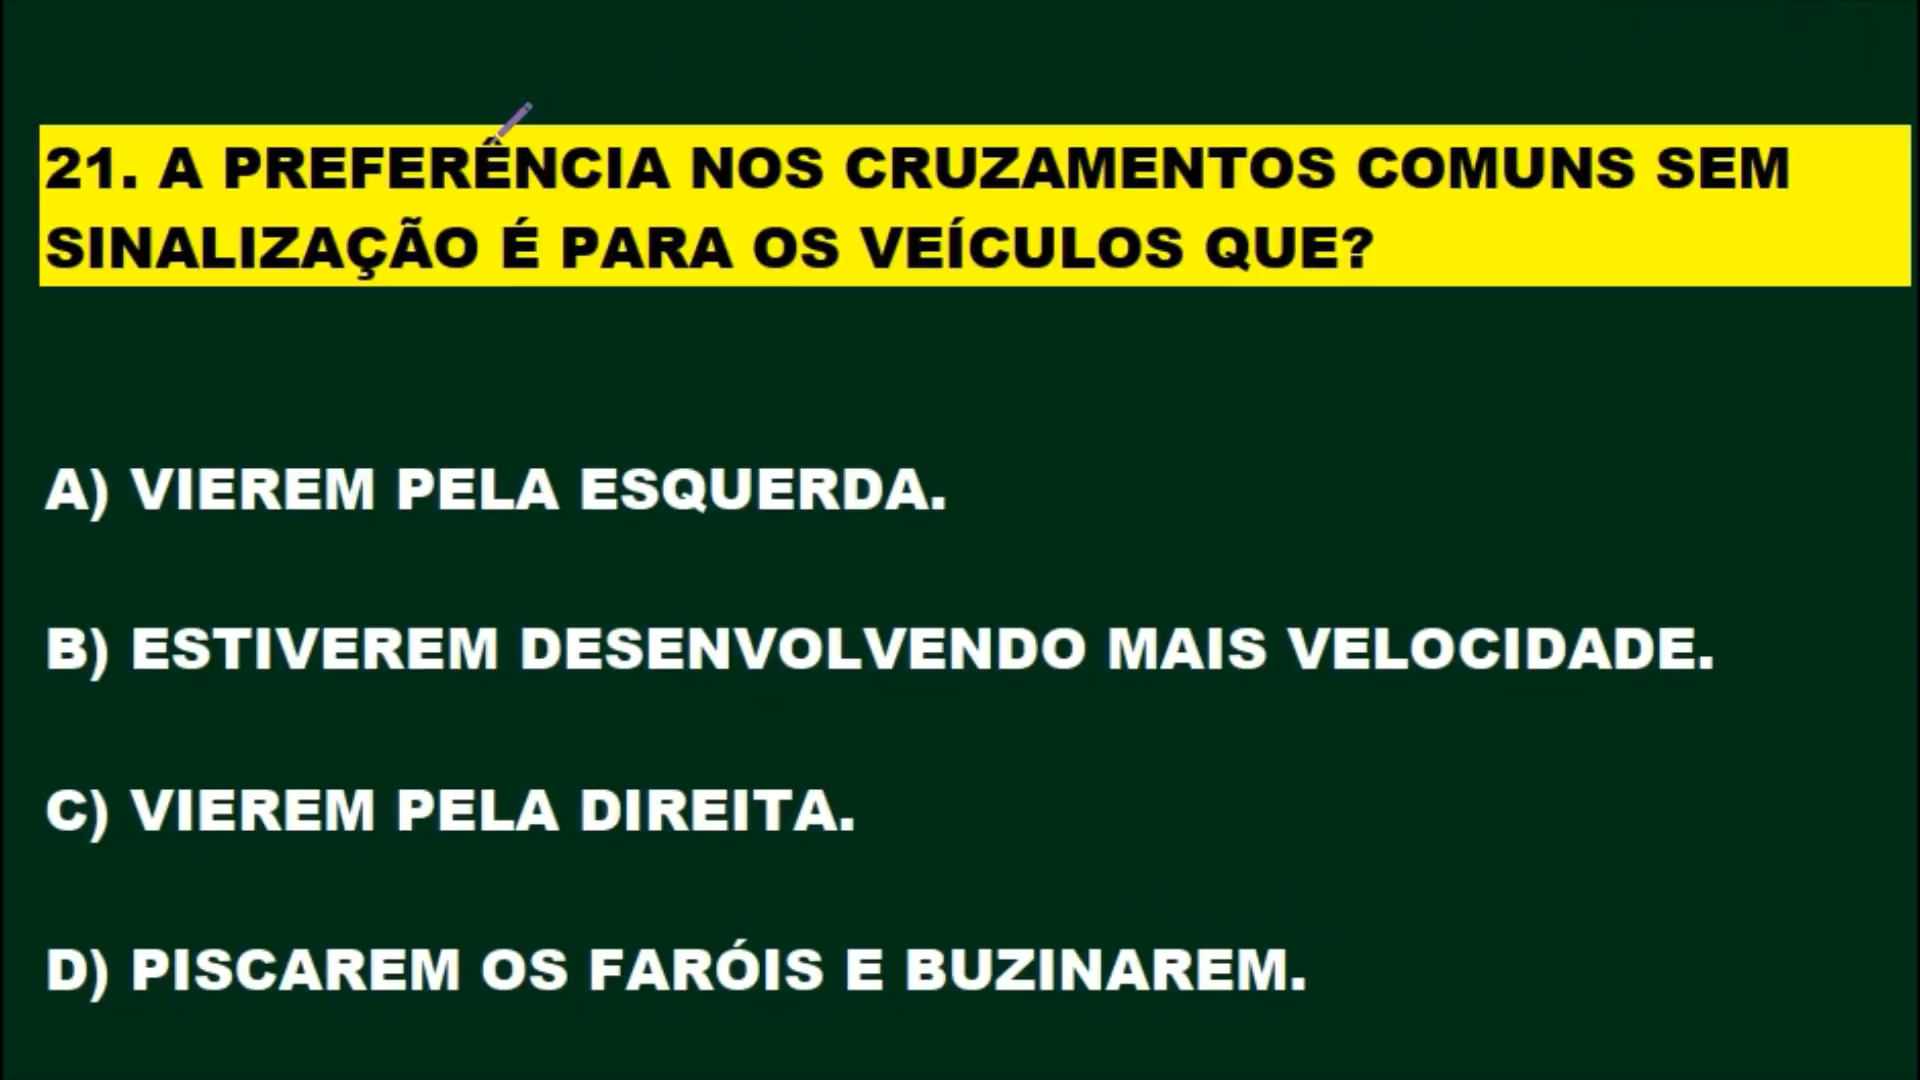 21. A PREFERÊNCIA NOS CRUZAMENTOS COMUNS SEM
SINALIZAÇÃO É PARA OS VEÍCULOS QUE?
A) VIEREM PELA ESQUERDA.
B) ESTIVEREM DESENVOLVENDO MAIS VELOCIDADE.
C) VIEREM PELA DIREITA.
D) PISCAREM OS FARÓIS E BUZINAREM.